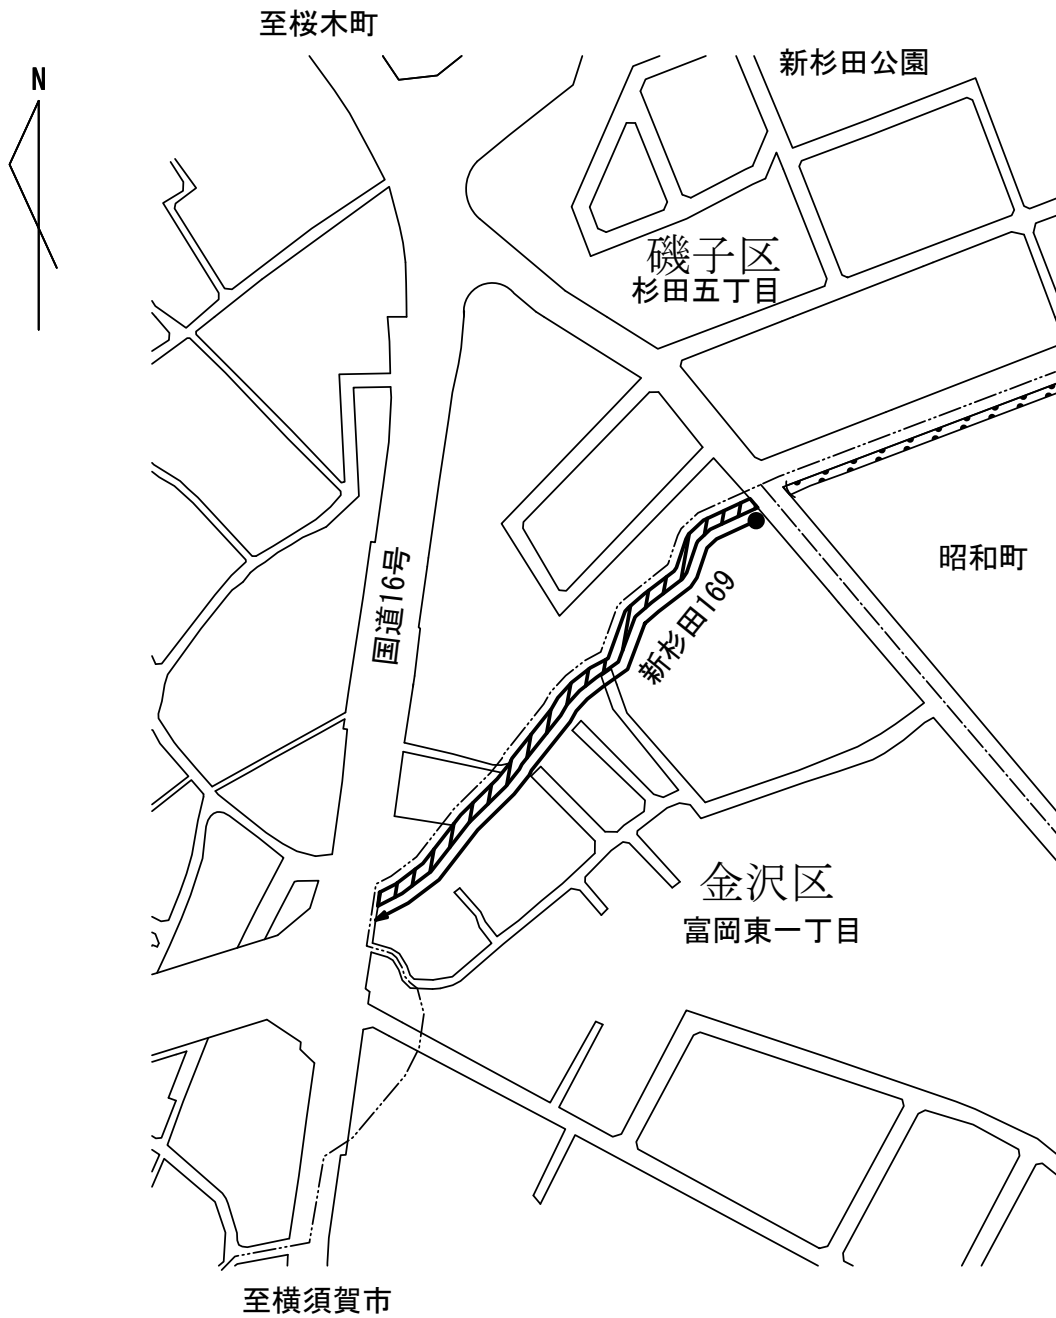 至桜木町
N
新杉田公園
磯子区
杉田五丁目
昭和町
国道16号
新杉田169
金沢区
富岡東一丁目
至横須賀市